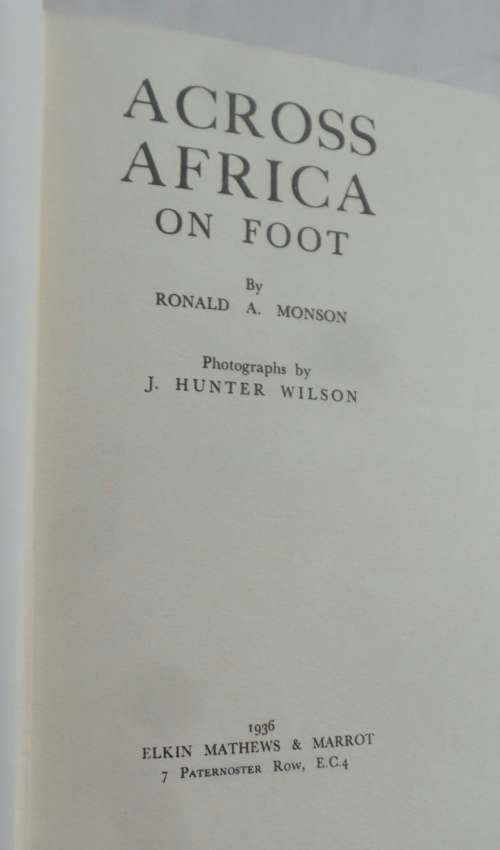 ACROSS
AFRICA
ON FOOT
By
RONALD A. MONSON
Photographs by
J. HUNTER WILSON
1936
ELKIN MATHEWS & MARROT
7 PATERNOSTER ROW, E.C.4